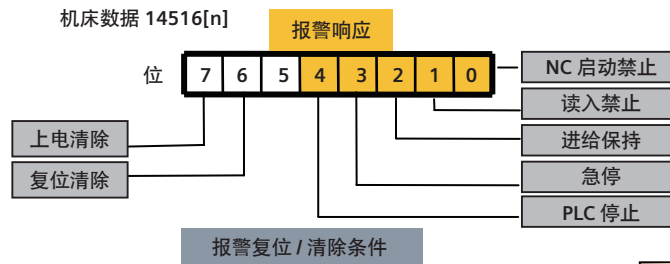 机床数据 14516[n]
报警响应
位 7 6 5 4 3 2 1 0
NC 启动禁止
读入禁止
上电清除
进给保持
复位清除
急停
PLC 停止
报警复位 / 清除条件